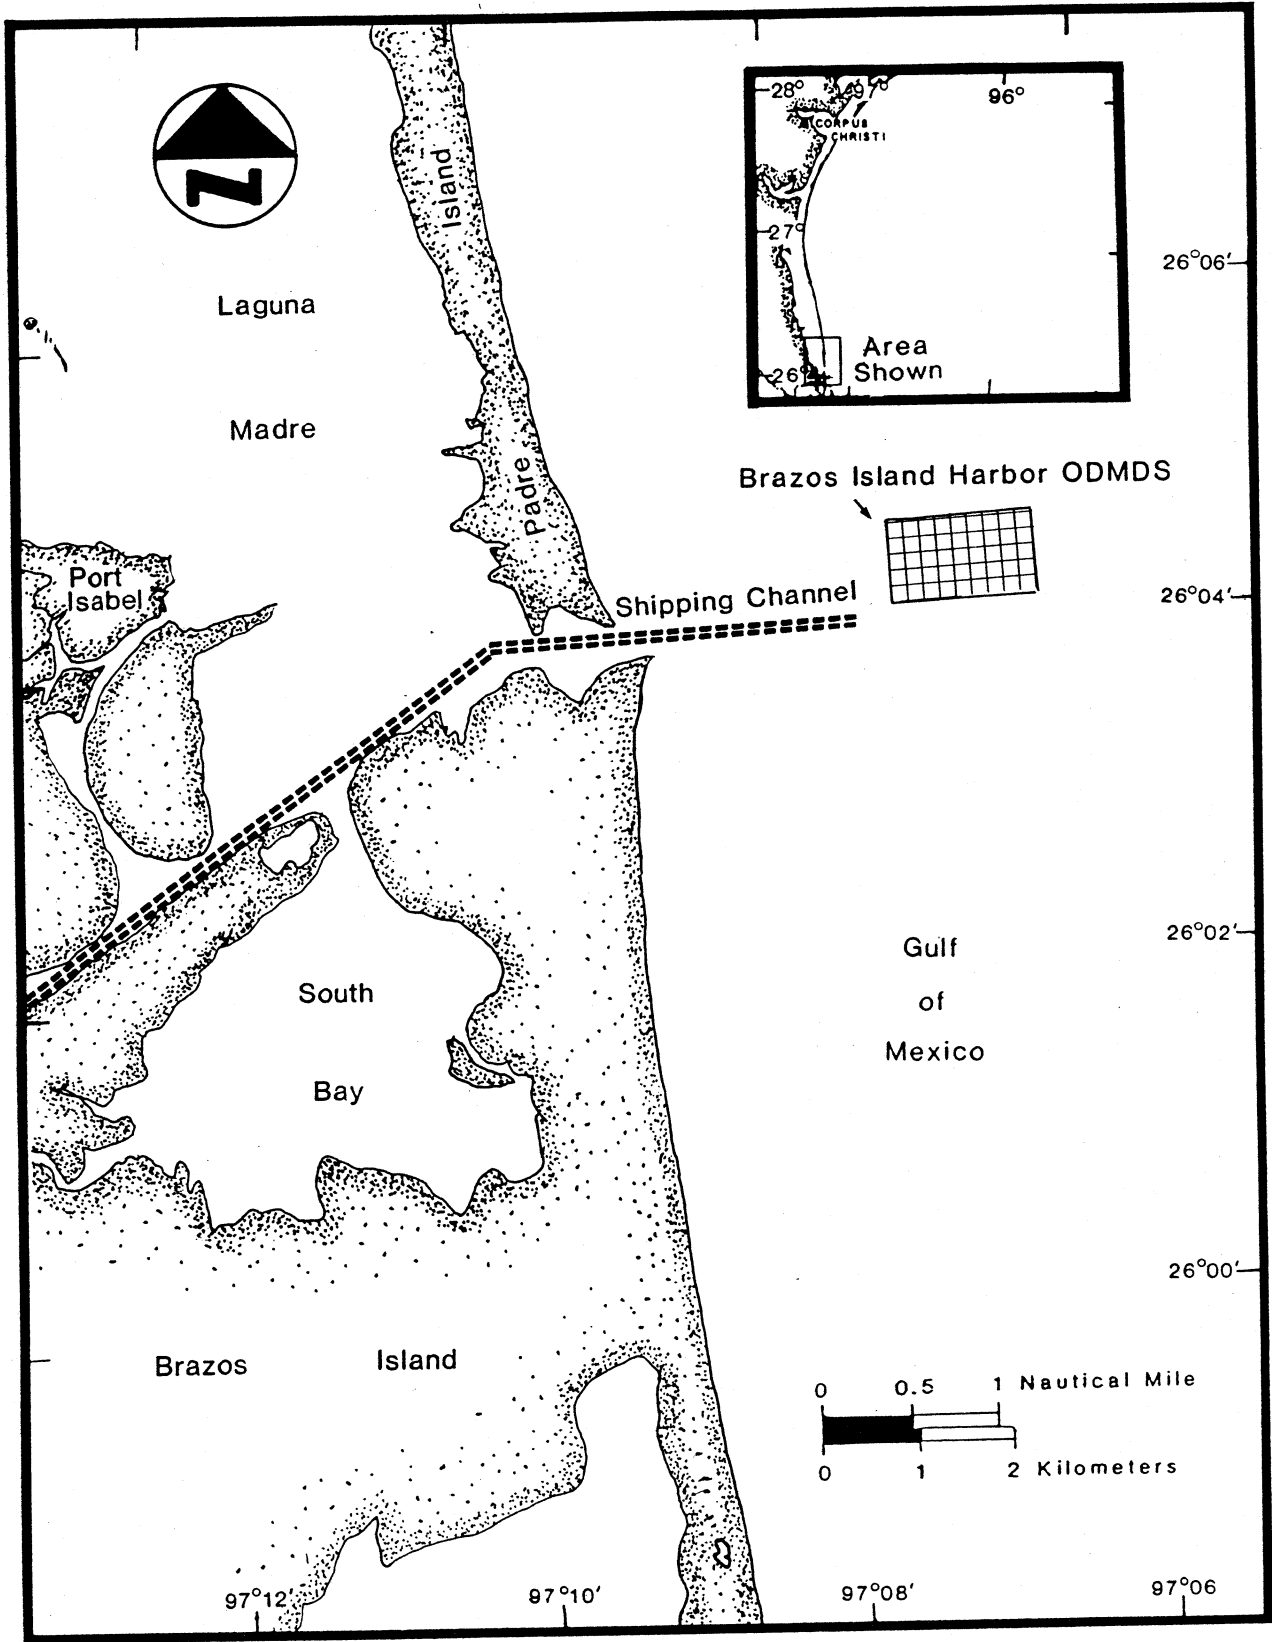 N
28°
97°
96°
CORPUS
CHRISTI
27°
26°
Area
Shown
Island
Padre
Laguna
Madre
26°06'
Brazos Island Harbor ODMDS
Port
Isabel
Shipping Channel
26°04'
26°02'
Gulf
of
Mexico
South
Bay
26°00'
Brazos Island
0 0.5 1 Nautical Mile
0 1 2 Kilometers
97°12'
97°10'
97°08'
97°06